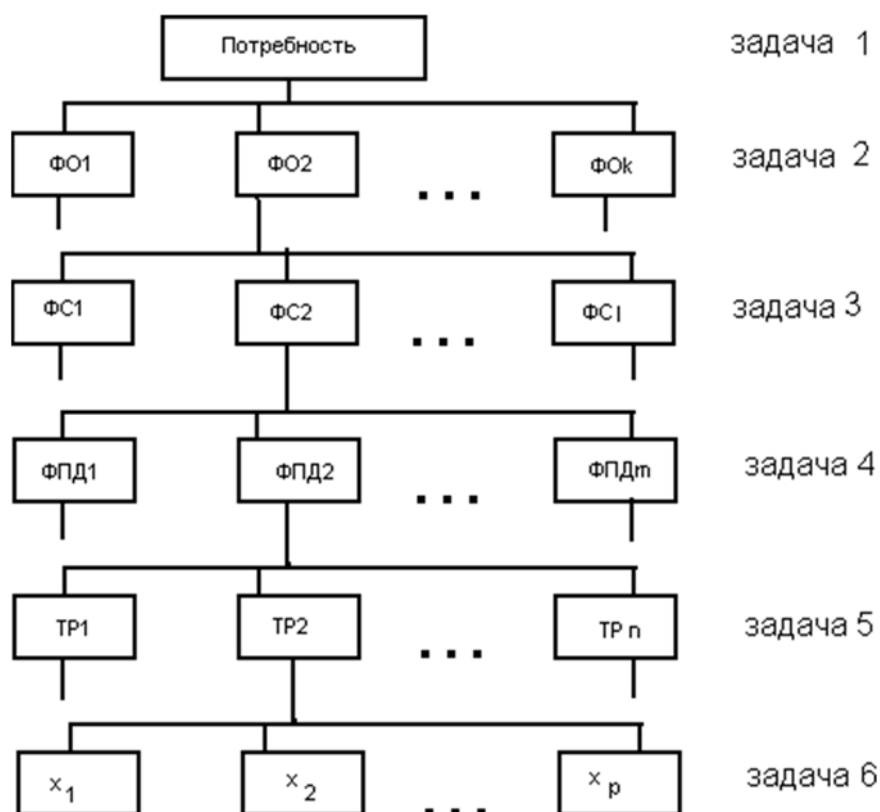 Потребность задача 1
ФО1 ФО2 ... ФОk задача 2
ФС1 ФС2 ... ФСl задача 3
ФПД1 ФПД2 ... ФПДm задача 4
ТР1 ТР2 ... ТР n задача 5
x1 x2 ... xp задача 6